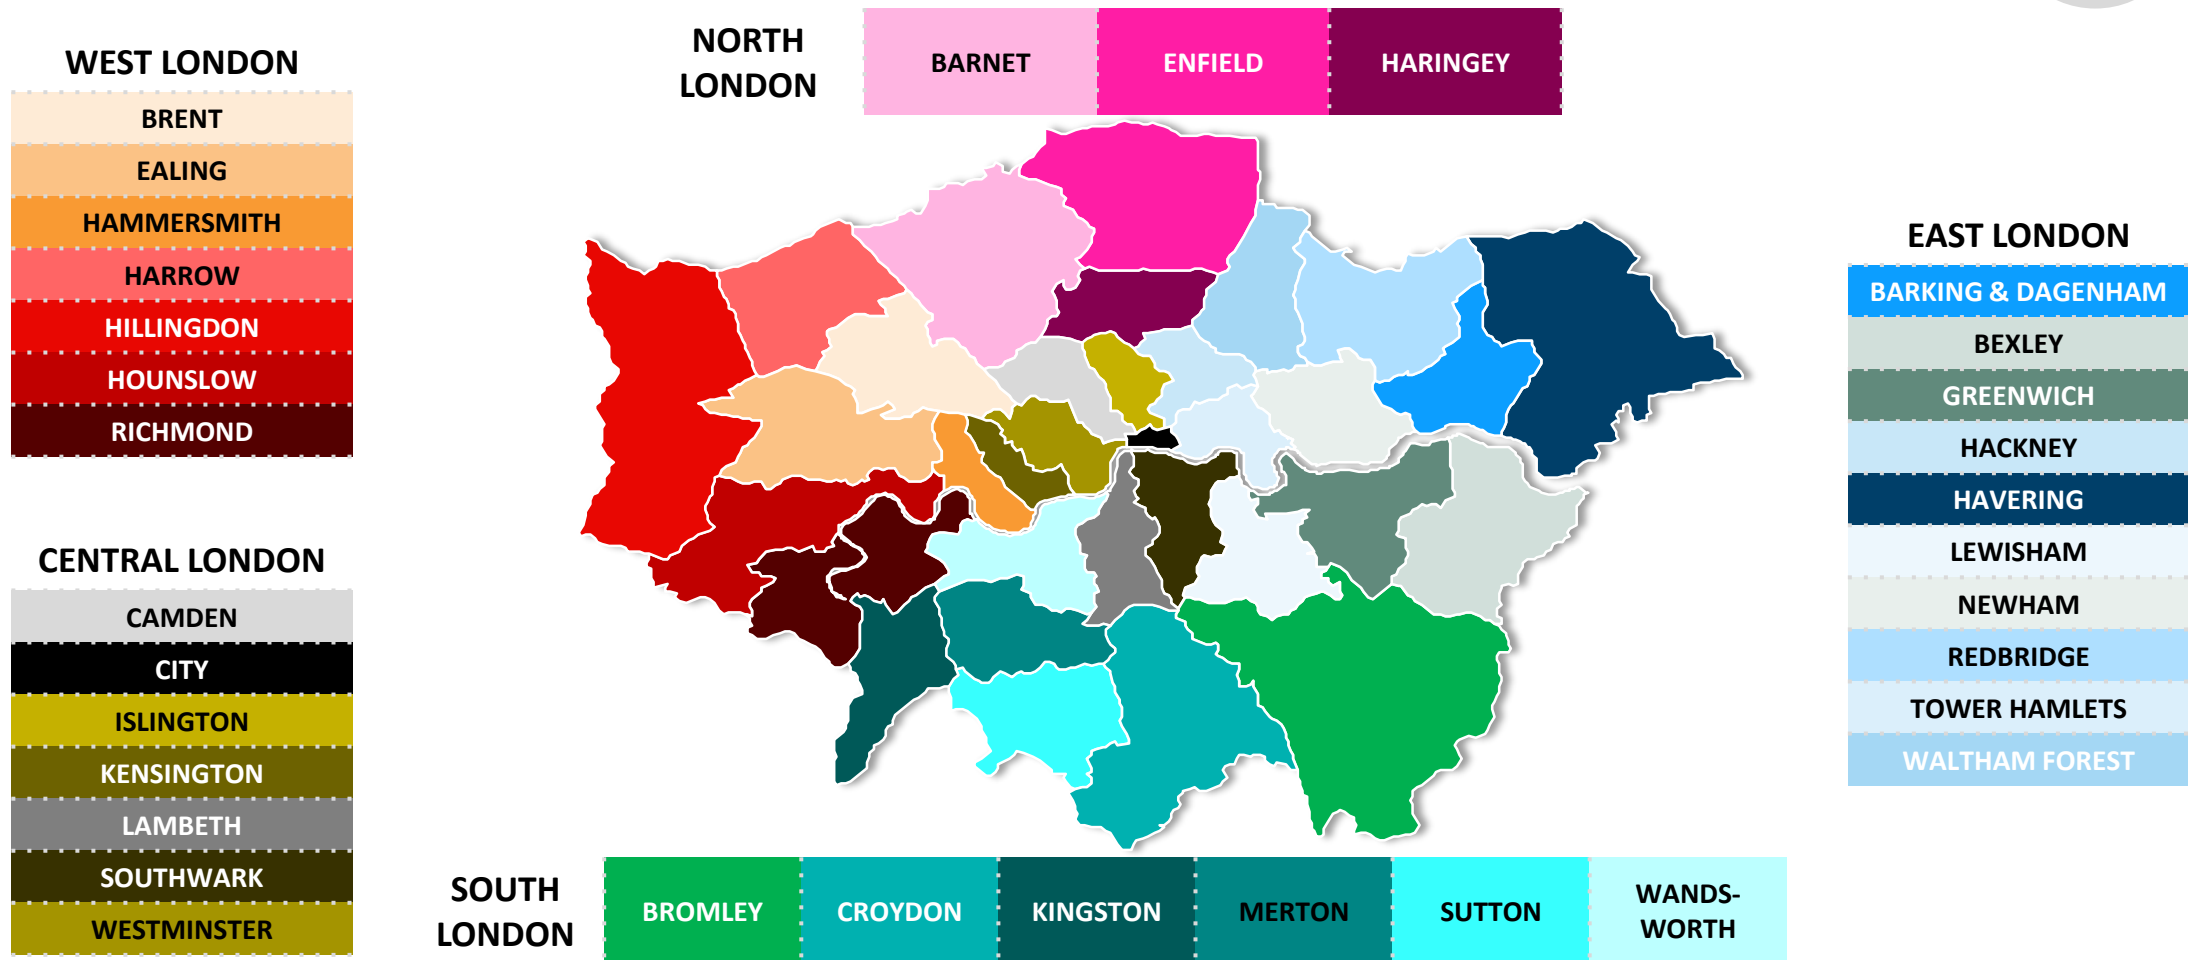 WEST LONDON
BRENT
EALING
HAMMERSMITH
HARROW
HILLINGDON
HOUNSLOW
RICHMOND
CENTRAL LONDON
CAMDEN
CITY
ISLINGTON
KENSINGTON
LAMBETH
SOUTHWARK
WESTMINSTER
NORTH
LONDON
BARNET
ENFIELD
HARINGEY
EAST LONDON
BARKING & DAGENHAM
BEXLEY
GREENWICH
HACKNEY
HAVERING
LEWISHAM
NEWHAM
REDBRIDGE
TOWER HAMLETS
WALTHAM FOREST
SOUTH
LONDON
BROMLEY
CROYDON
KINGSTON
MERTON
SUTTON
WANDS-
WORTH